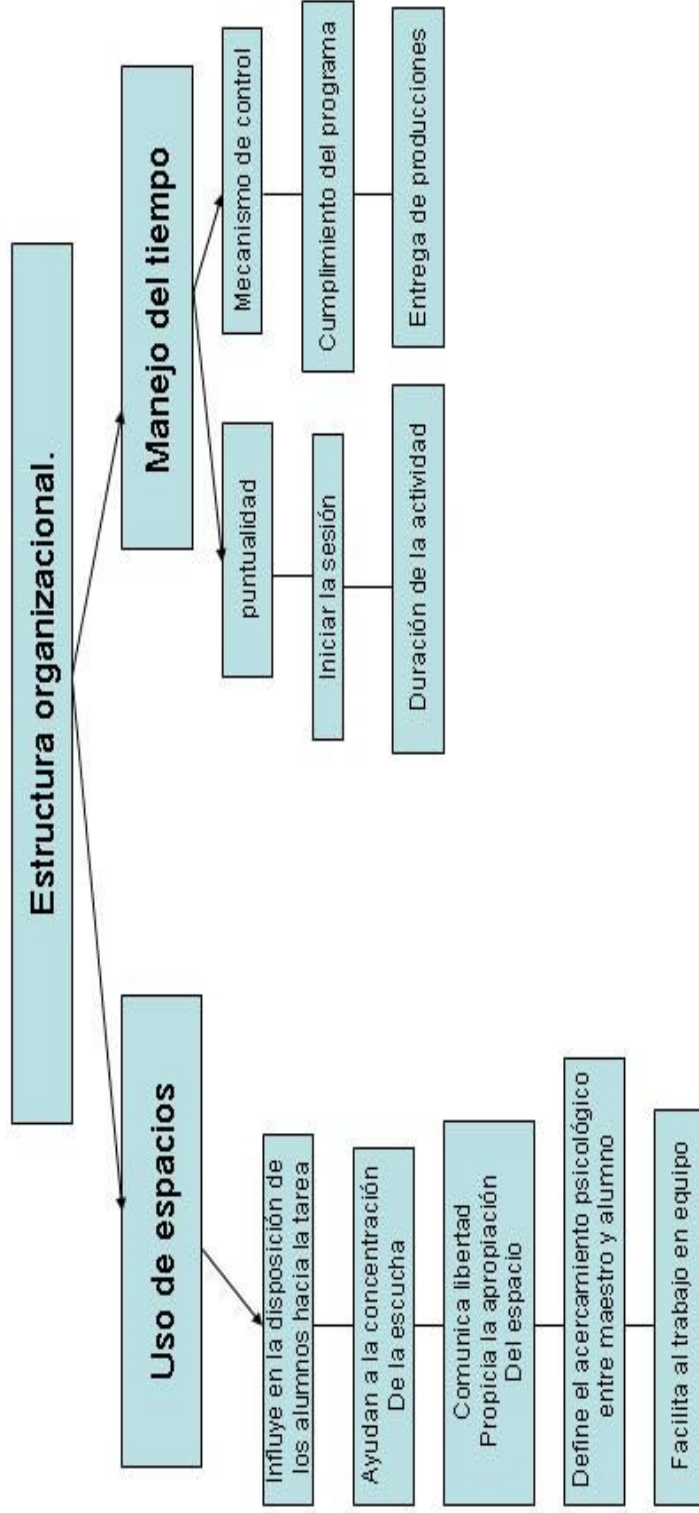 Estructura organizacional.
Uso de espacios
Influye en la disposición de
los alumnos hacia la tarea
Ayudan a la concentración
De la escucha
Comunica libertad
Propicia la apropiación
Del espacio
Define el acercamiento psicológico
entre maestro y alumno
Facilita al trabajo en equipo
Manejo del tiempo
puntualidad
Iniciar la sesión
Duración de la actividad
Mecanismo de control
Cumplimiento del programa
Entrega de producciones